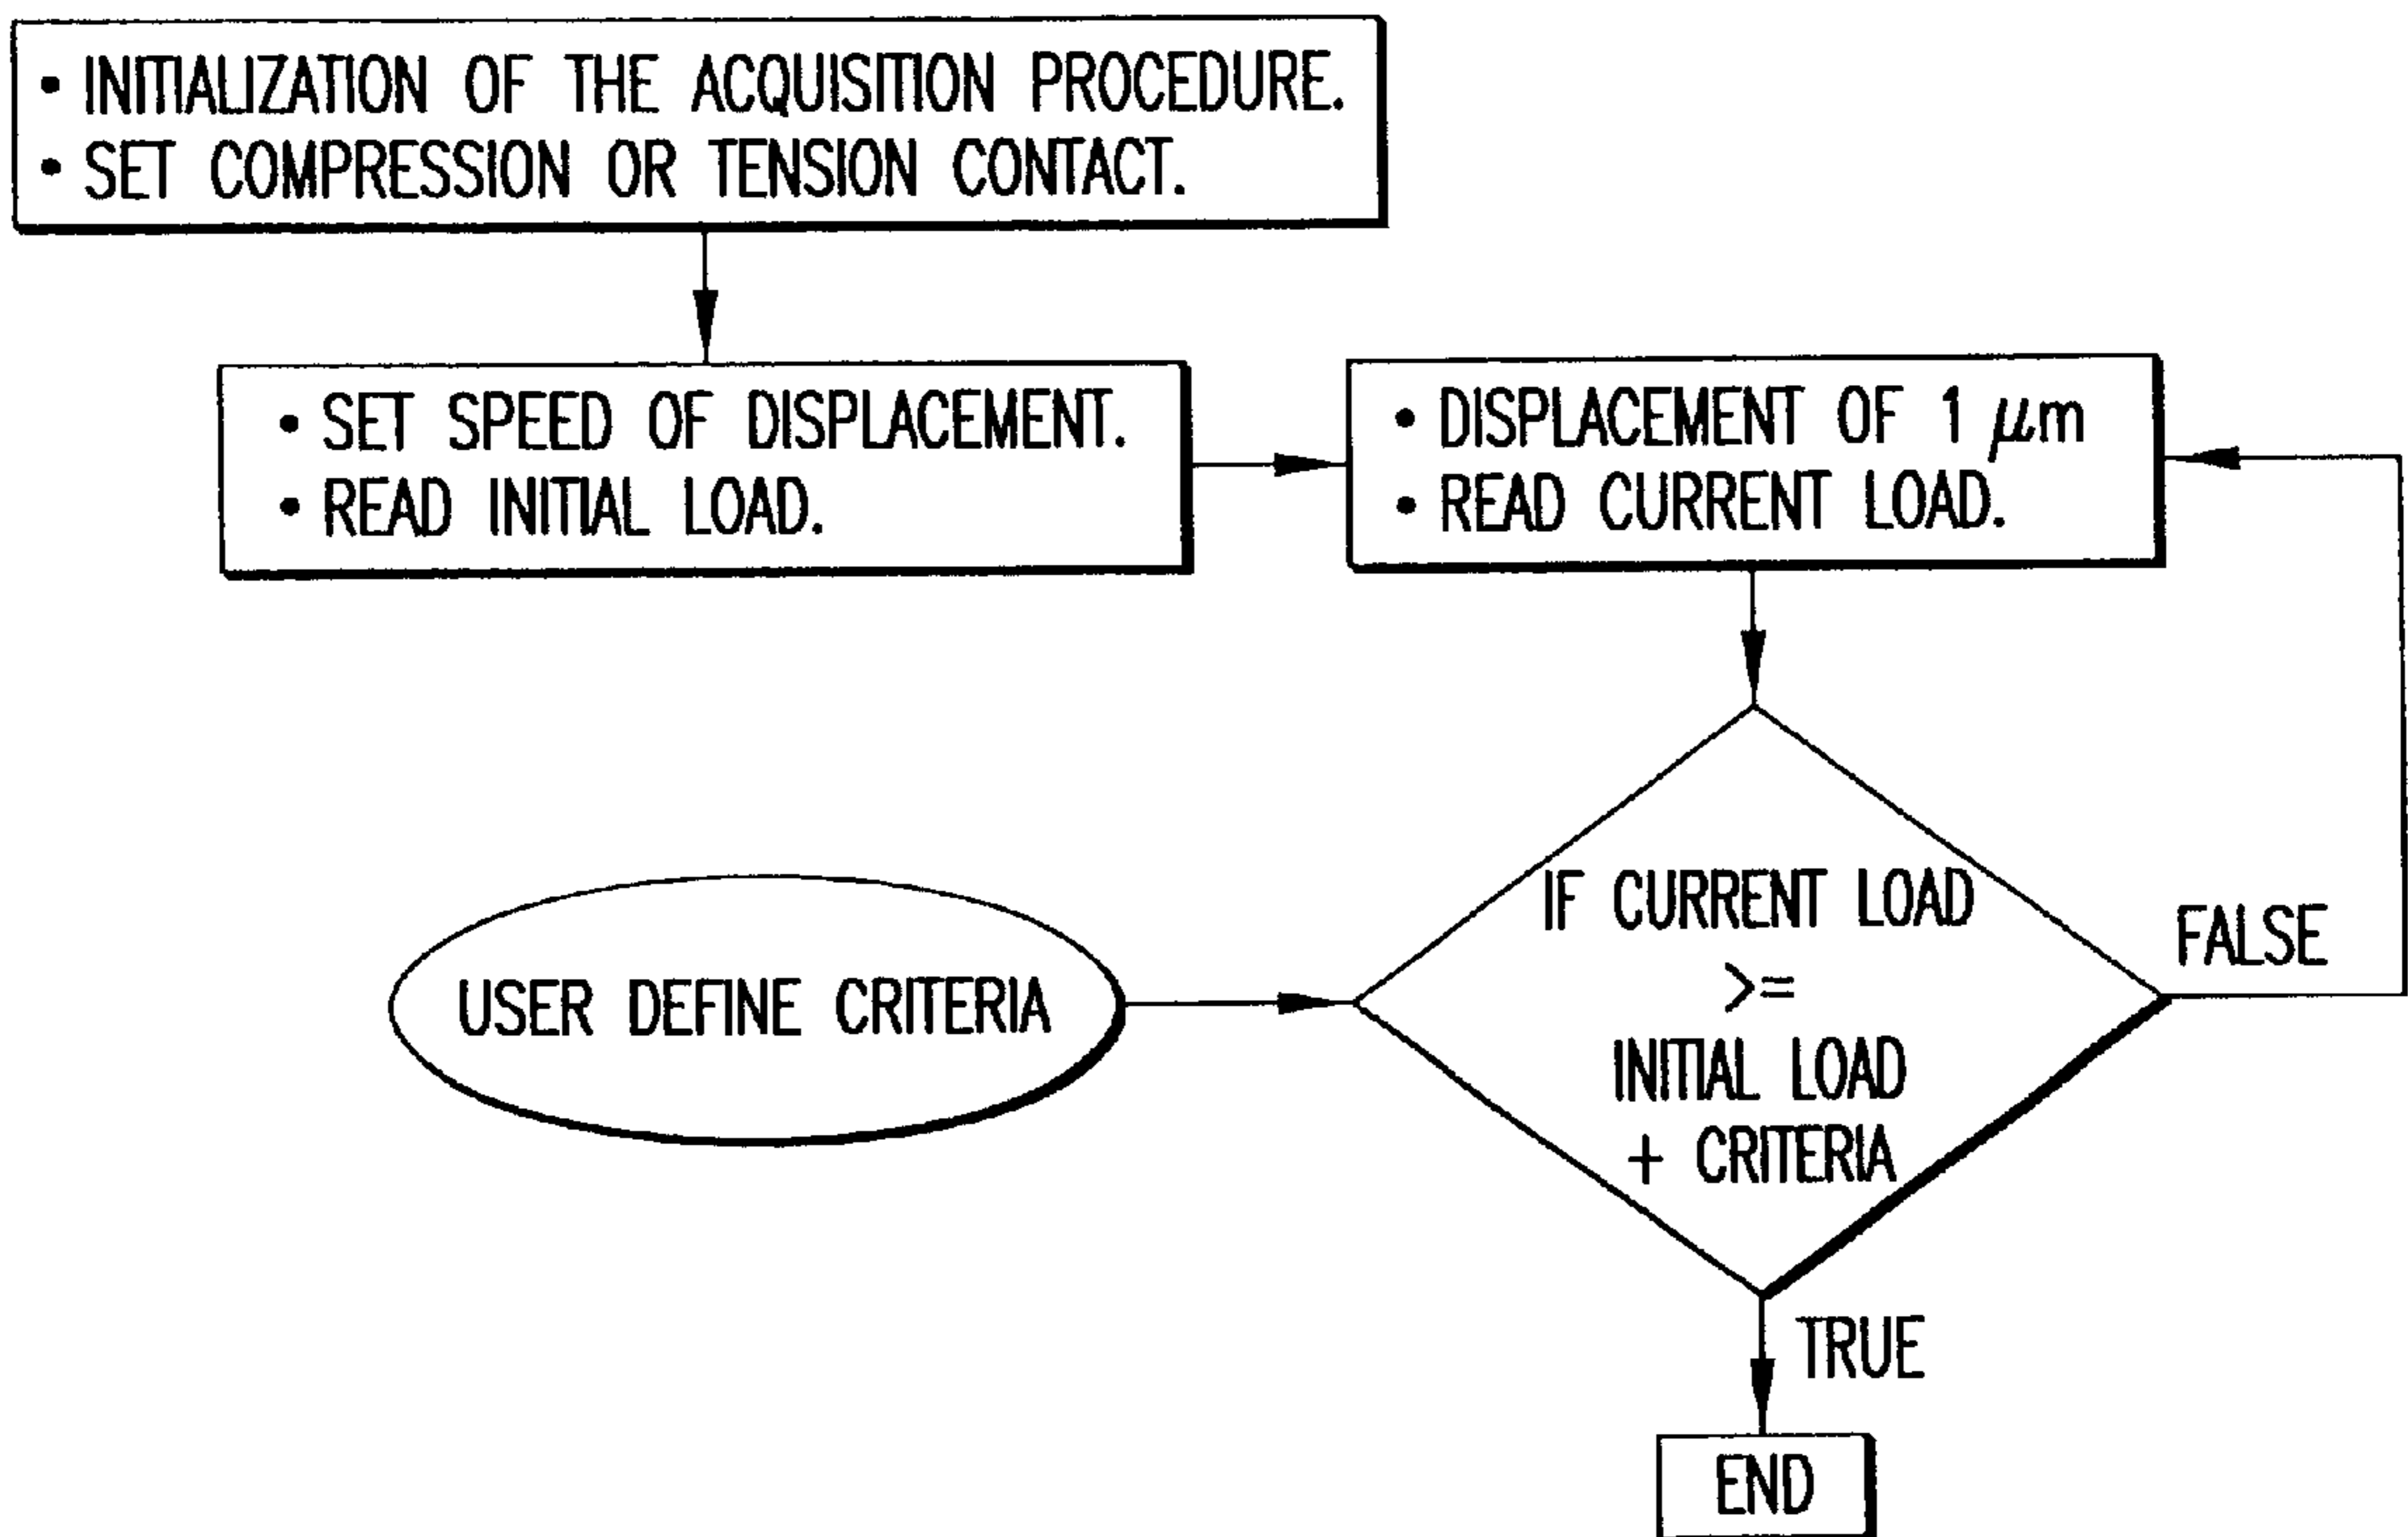 • INITIALIZATION OF THE ACQUISITION PROCEDURE.
• SET COMPRESSION OR TENSION CONTACT.
• SET SPEED OF DISPLACEMENT.
• READ INITIAL LOAD.
• DISPLACEMENT OF 1 μm
• READ CURRENT LOAD.
USER DEFINE CRITERIA
IF CURRENT LOAD
>=
INITIAL LOAD
+ CRITERIA
FALSE
TRUE
END